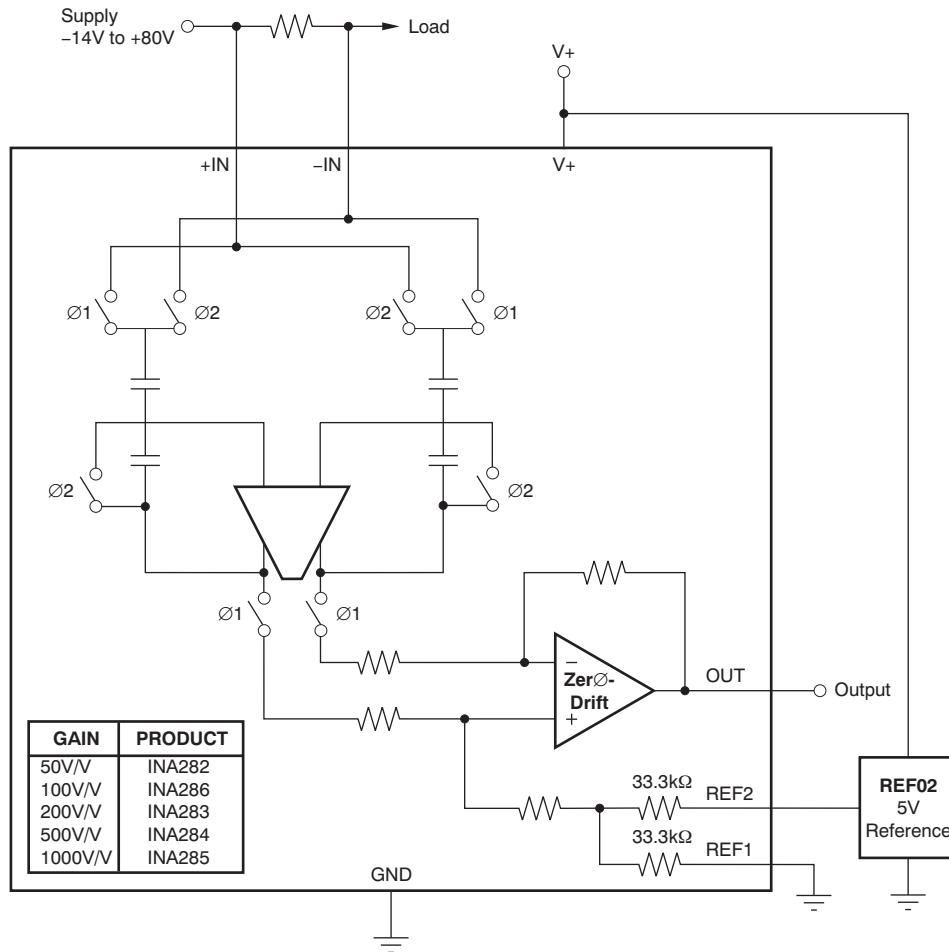 Supply
−14V to +80V
Load
V+
+IN
−IN
V+
Ø1
Ø2
Ø2
Ø1
Ø2
Ø2
Ø1
Ø1
−
ZerØ-
Drift
+
OUT
Output
GAIN PRODUCT
50V/V INA282
100V/V INA286
200V/V INA283
500V/V INA284
1000V/V INA285
33.3kΩ
REF2
33.3kΩ
REF1
REF02
5V
Reference
GND